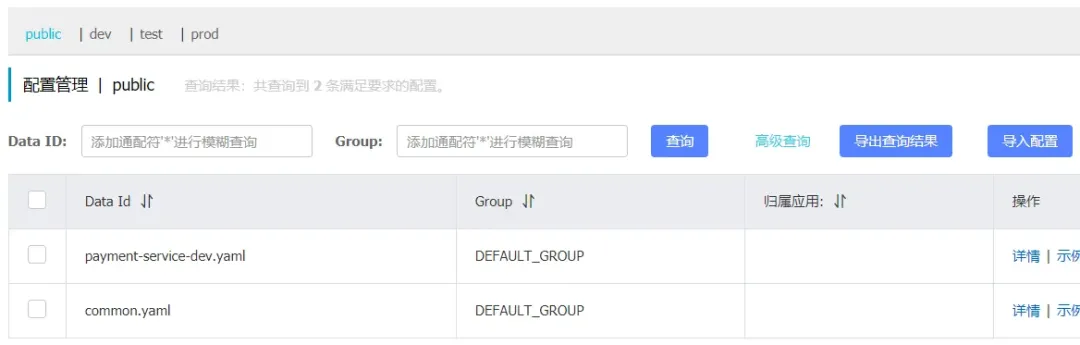 public | dev | test | prod
配置管理 | public 查询结果：共查询到 2 条满足要求的配置。
Data ID: 添加通配符'*'进行模糊查询 Group: 添加通配符'*'进行模糊查询 查询 高级查询 导出查询结果 导入配置
Data Id Group 归属应用: 操作
payment-service-dev.yaml DEFAULT_GROUP 详情 | 示例
common.yaml DEFAULT_GROUP 详情 | 示例